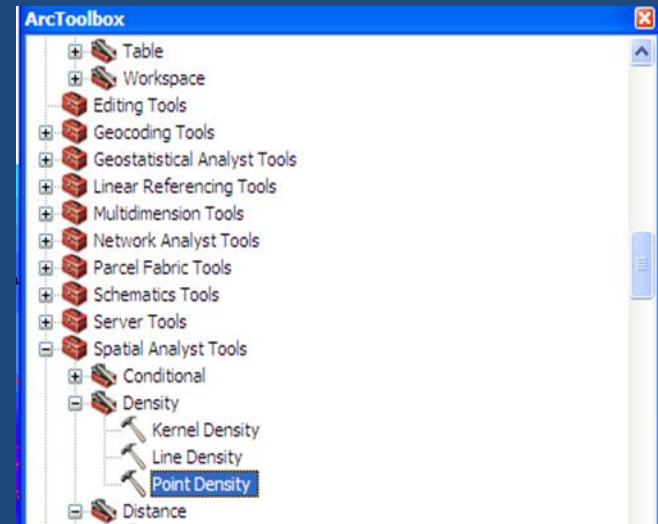 ArcToolbox
Table
Workspace
Editing Tools
Geocoding Tools
Geostatistical Analyst Tools
Linear Referencing Tools
Multidimension Tools
Network Analyst Tools
Parcel Fabric Tools
Schematics Tools
Server Tools
Spatial Analyst Tools
Conditional
Density
Kernel Density
Line Density
Point Density
Distance